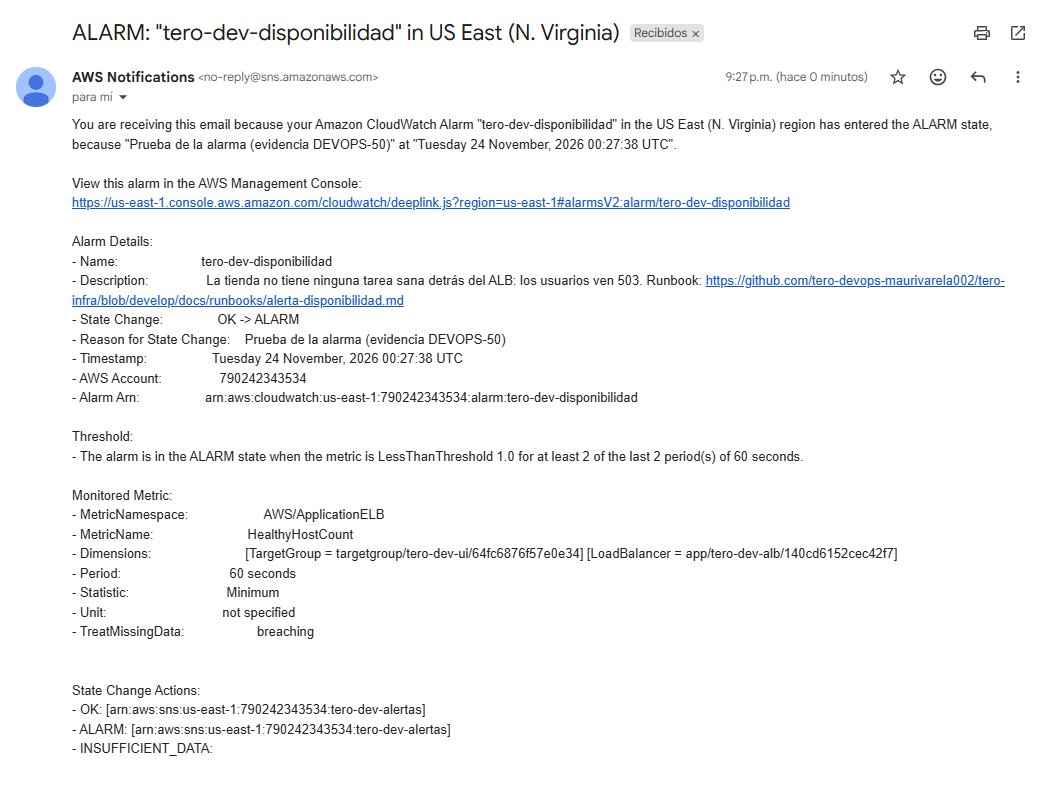 ALARM: "tero-dev-disponibilidad" in US East (N. Virginia) Recibidos ×
AWS Notifications <no-reply@sns.amazonaws.com> 9:27 p.m. (hace 0 minutos)
para mí
You are receiving this email because your Amazon CloudWatch Alarm "tero-dev-disponibilidad" in the US East (N. Virginia) region has entered the ALARM state,
because "Prueba de la alarma (evidencia DEVOPS-50)" at "Tuesday 24 November, 2026 00:27:38 UTC".
View this alarm in the AWS Management Console:
https://us-east-1.console.aws.amazon.com/cloudwatch/deeplink.js?region=us-east-1#alarmsV2:alarm/tero-dev-disponibilidad
Alarm Details:
- Name: tero-dev-disponibilidad
- Description: La tienda no tiene ninguna tarea sana detrás del ALB: los usuarios ven 503. Runbook: https://github.com/tero-devops-maurivarela002/tero-
infra/blob/develop/docs/runbooks/alerta-disponibilidad.md
- State Change: OK -> ALARM
- Reason for State Change: Prueba de la alarma (evidencia DEVOPS-50)
- Timestamp: Tuesday 24 November, 2026 00:27:38 UTC
- AWS Account: 790242343534
- Alarm Arn: arn:aws:cloudwatch:us-east-1:790242343534:alarm:tero-dev-disponibilidad
Threshold:
- The alarm is in the ALARM state when the metric is LessThanThreshold 1.0 for at least 2 of the last 2 period(s) of 60 seconds.
Monitored Metric:
- MetricNamespace: AWS/ApplicationELB
- MetricName: HealthyHostCount
- Dimensions: [TargetGroup = targetgroup/tero-dev-ui/64fc6876f57e0e34] [LoadBalancer = app/tero-dev-alb/140cd6152cec42f7]
- Period: 60 seconds
- Statistic: Minimum
- Unit: not specified
- TreatMissingData: breaching
State Change Actions:
- OK: [arn:aws:sns:us-east-1:790242343534:tero-dev-alertas]
- ALARM: [arn:aws:sns:us-east-1:790242343534:tero-dev-alertas]
- INSUFFICIENT_DATA: